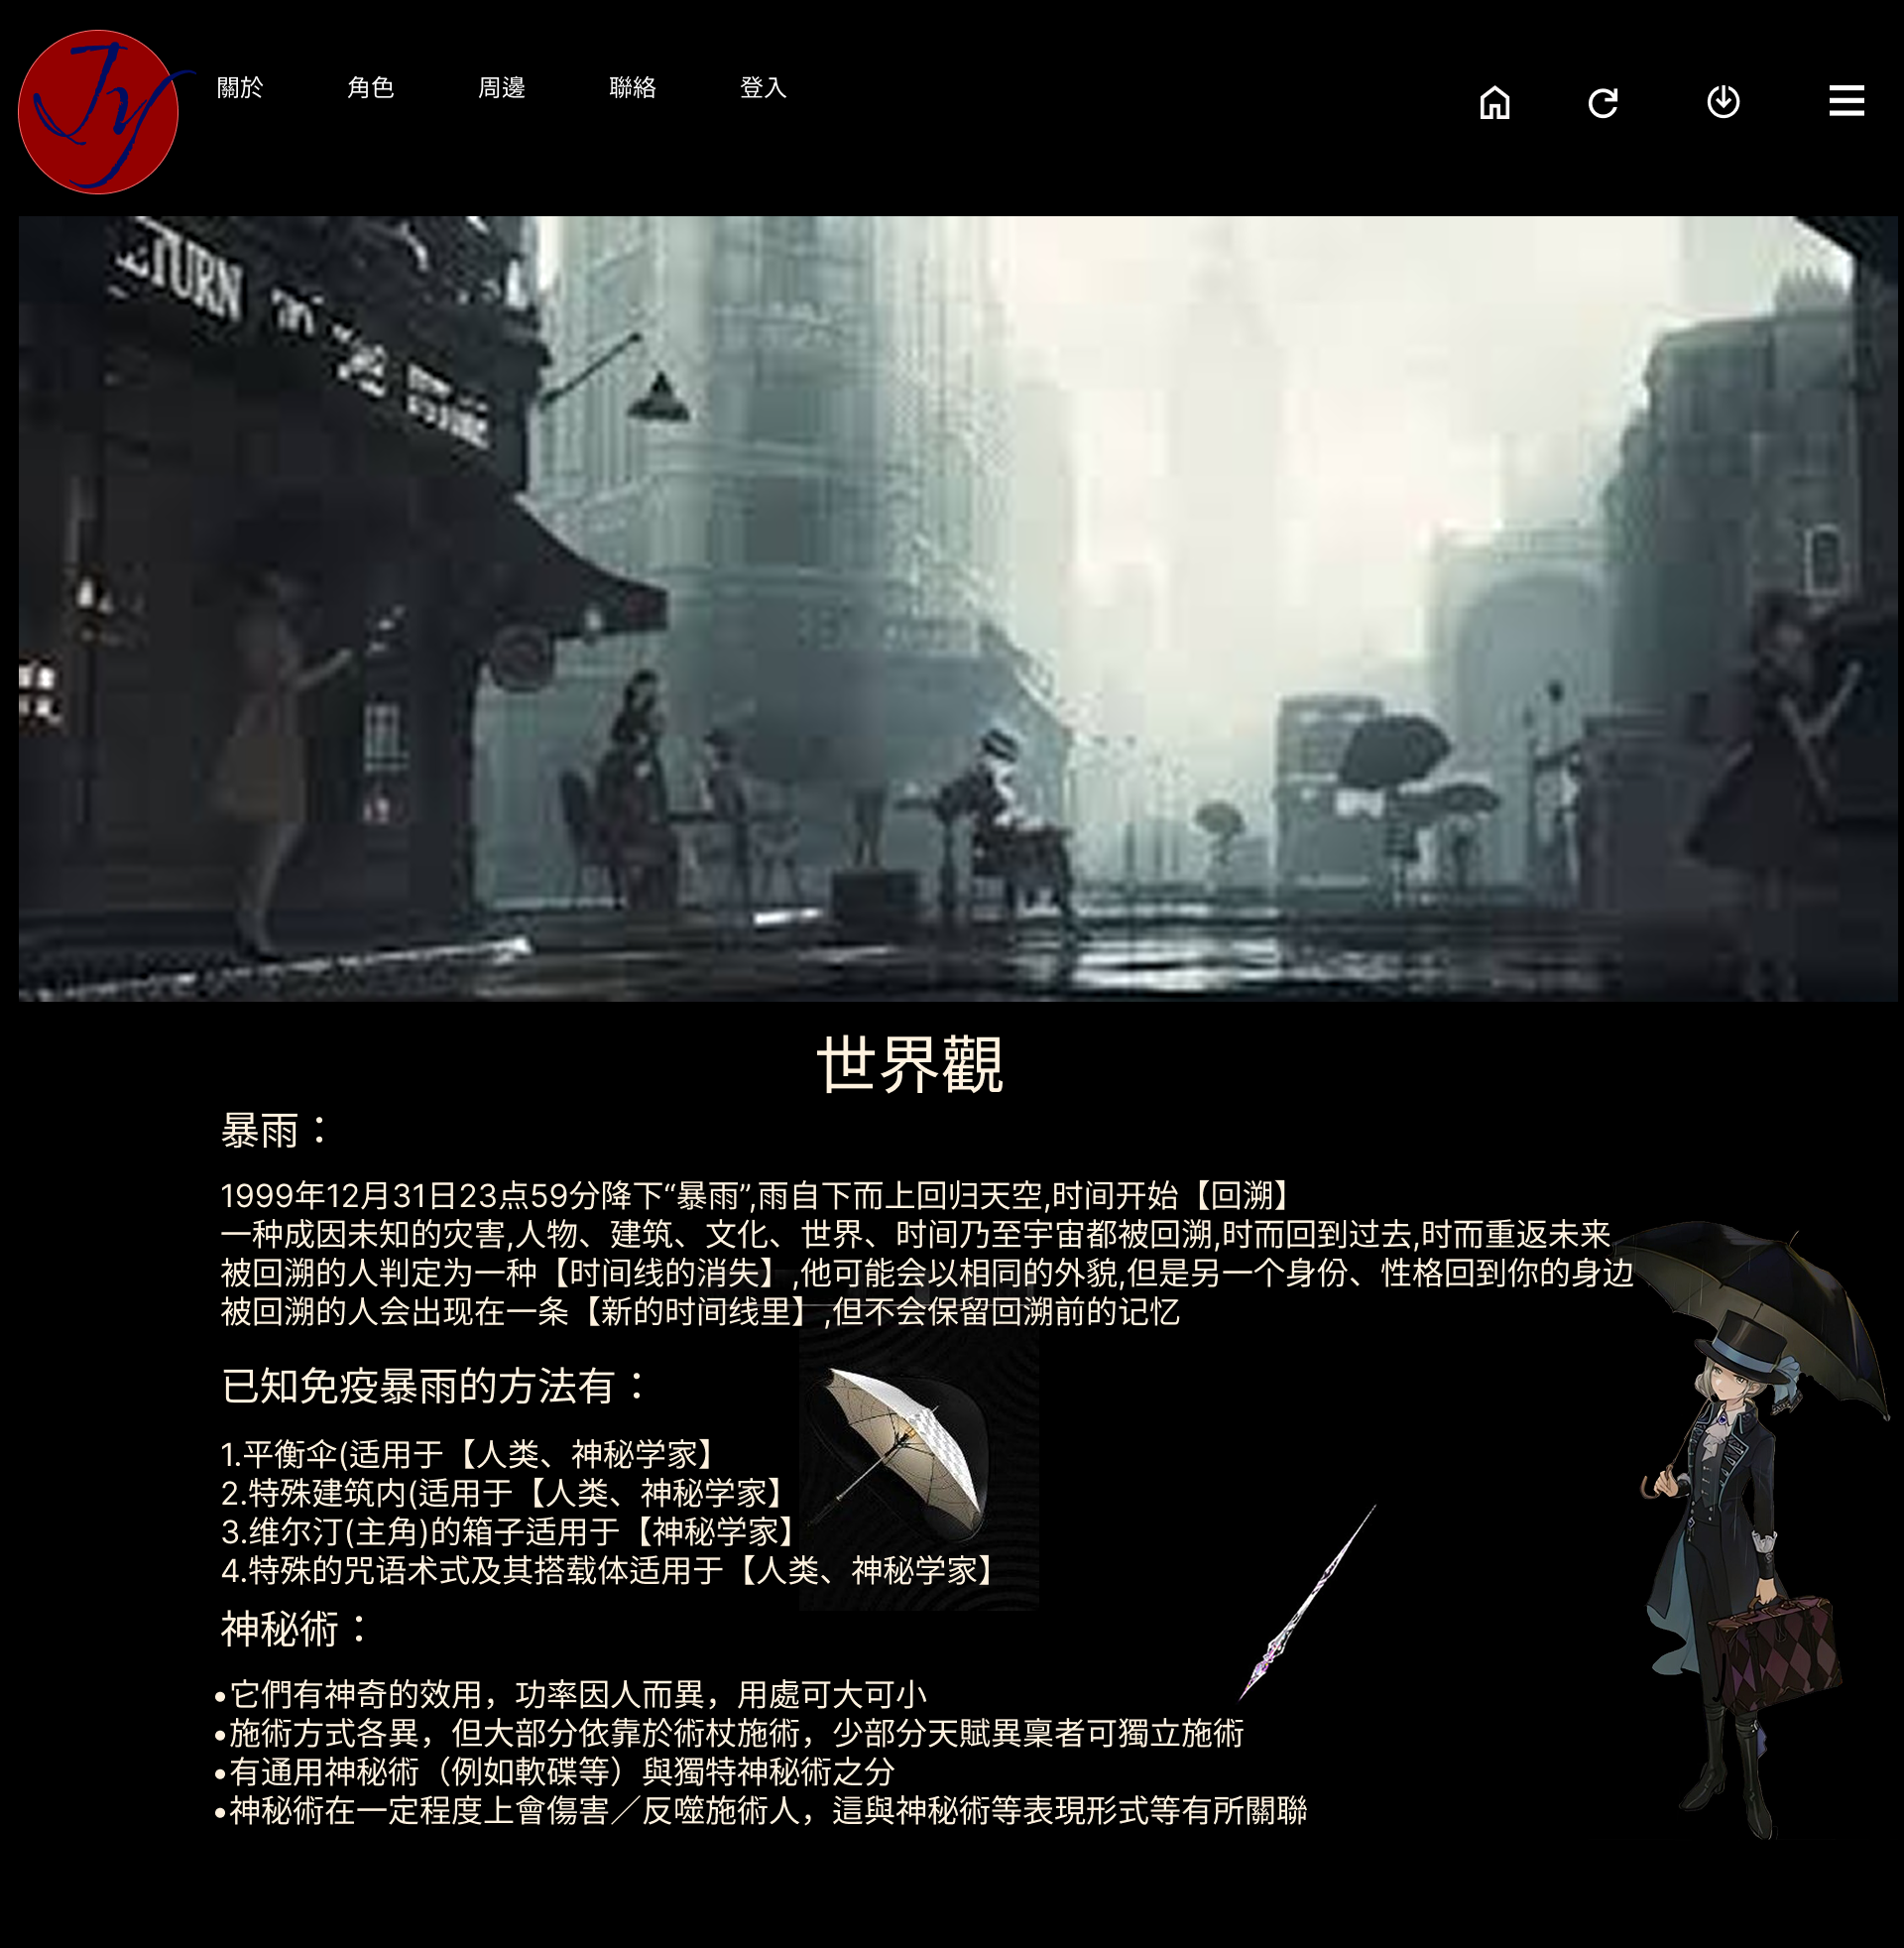 Jy
關於 角色 周邊 聯絡 登入
ETURN
世界觀
暴雨：
1999年12月31日23点59分降下“暴雨”,雨自下而上回归天空,时间开始【回溯】
一种成因未知的灾害,人物、建筑、文化、世界、时间乃至宇宙都被回溯,时而回到过去,时而重返未来
被回溯的人判定为一种【时间线的消失】,他可能会以相同的外貌,但是另一个身份、性格回到你的身边
被回溯的人会出现在一条【新的时间线里】,但不会保留回溯前的记忆
已知免疫暴雨的方法有：
1.平衡伞(适用于【人类、神秘学家】
2.特殊建筑内(适用于【人类、神秘学家】
3.维尔汀(主角)的箱子适用于【神秘学家】
4.特殊的咒语术式及其搭载体适用于【人类、神秘学家】
神秘術：
•它們有神奇的效用，功率因人而異，用處可大可小
•施術方式各異，但大部分依靠於術杖施術，少部分天賦異稟者可獨立施術
•有通用神秘術（例如軟碟等）與獨特神秘術之分
•神秘術在一定程度上會傷害／反噬施術人，這與神秘術等表現形式等有所關聯